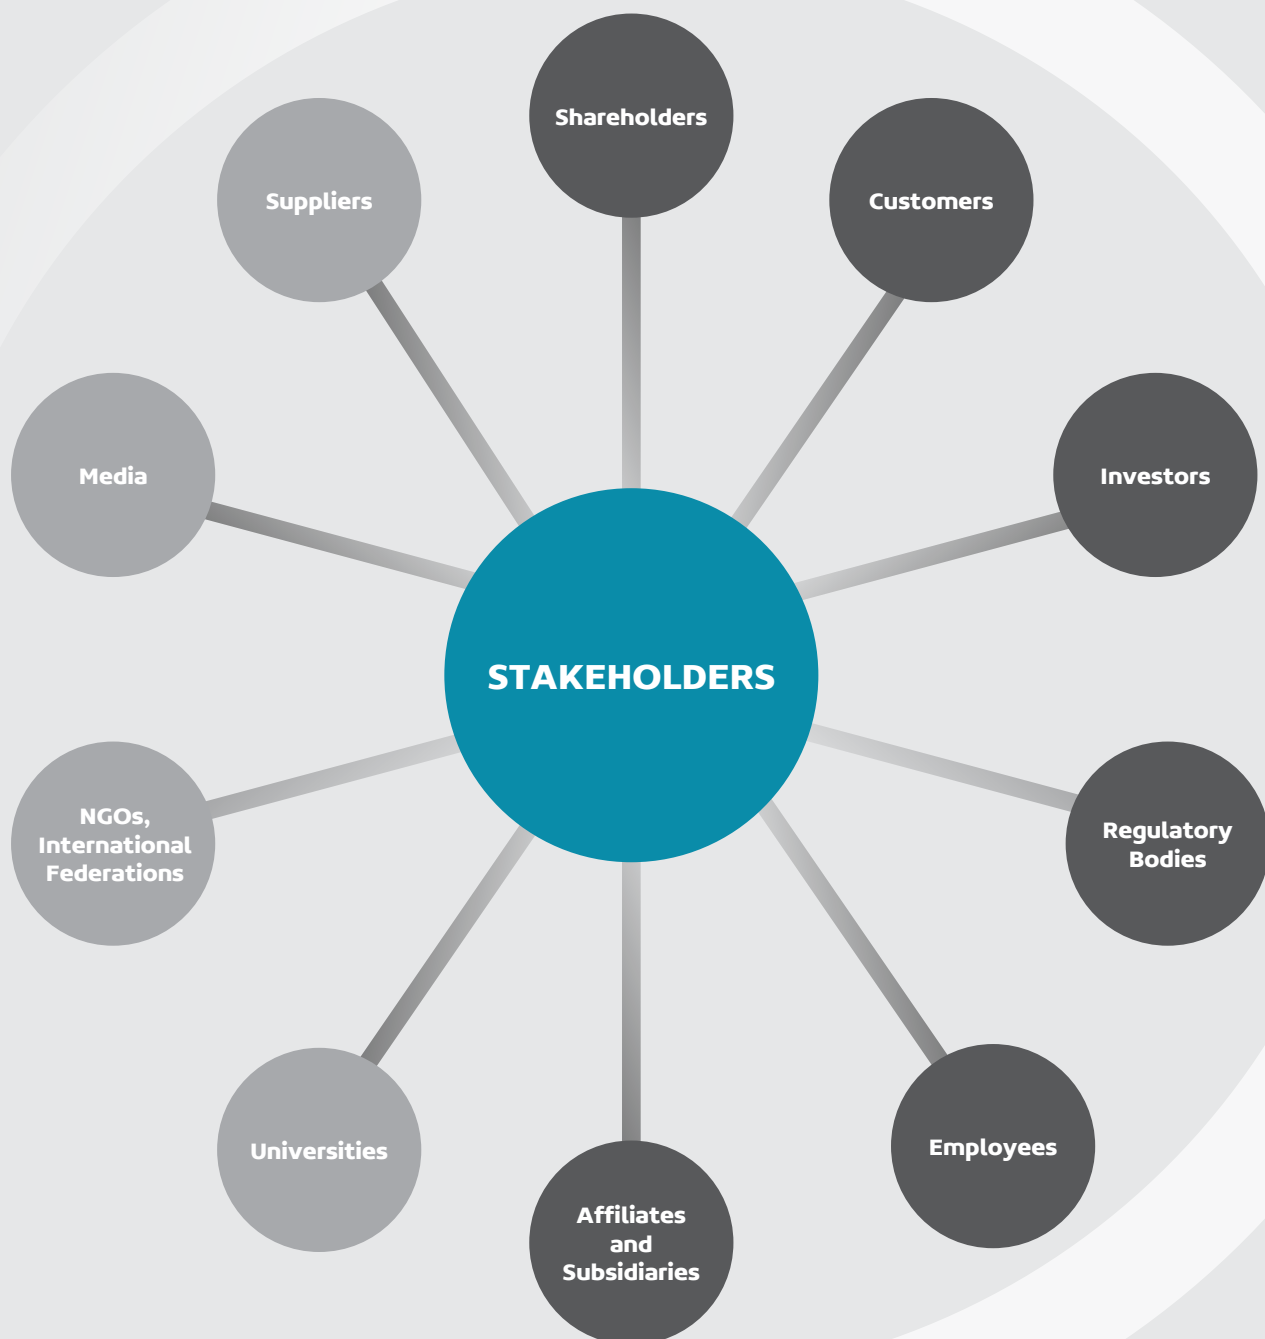 Shareholders
Suppliers
Customers
Media
Investors
STAKEHOLDERS
NGOs,
International
Federations
Regulatory
Bodies
Universities
Employees
Affiliates
and
Subsidiaries